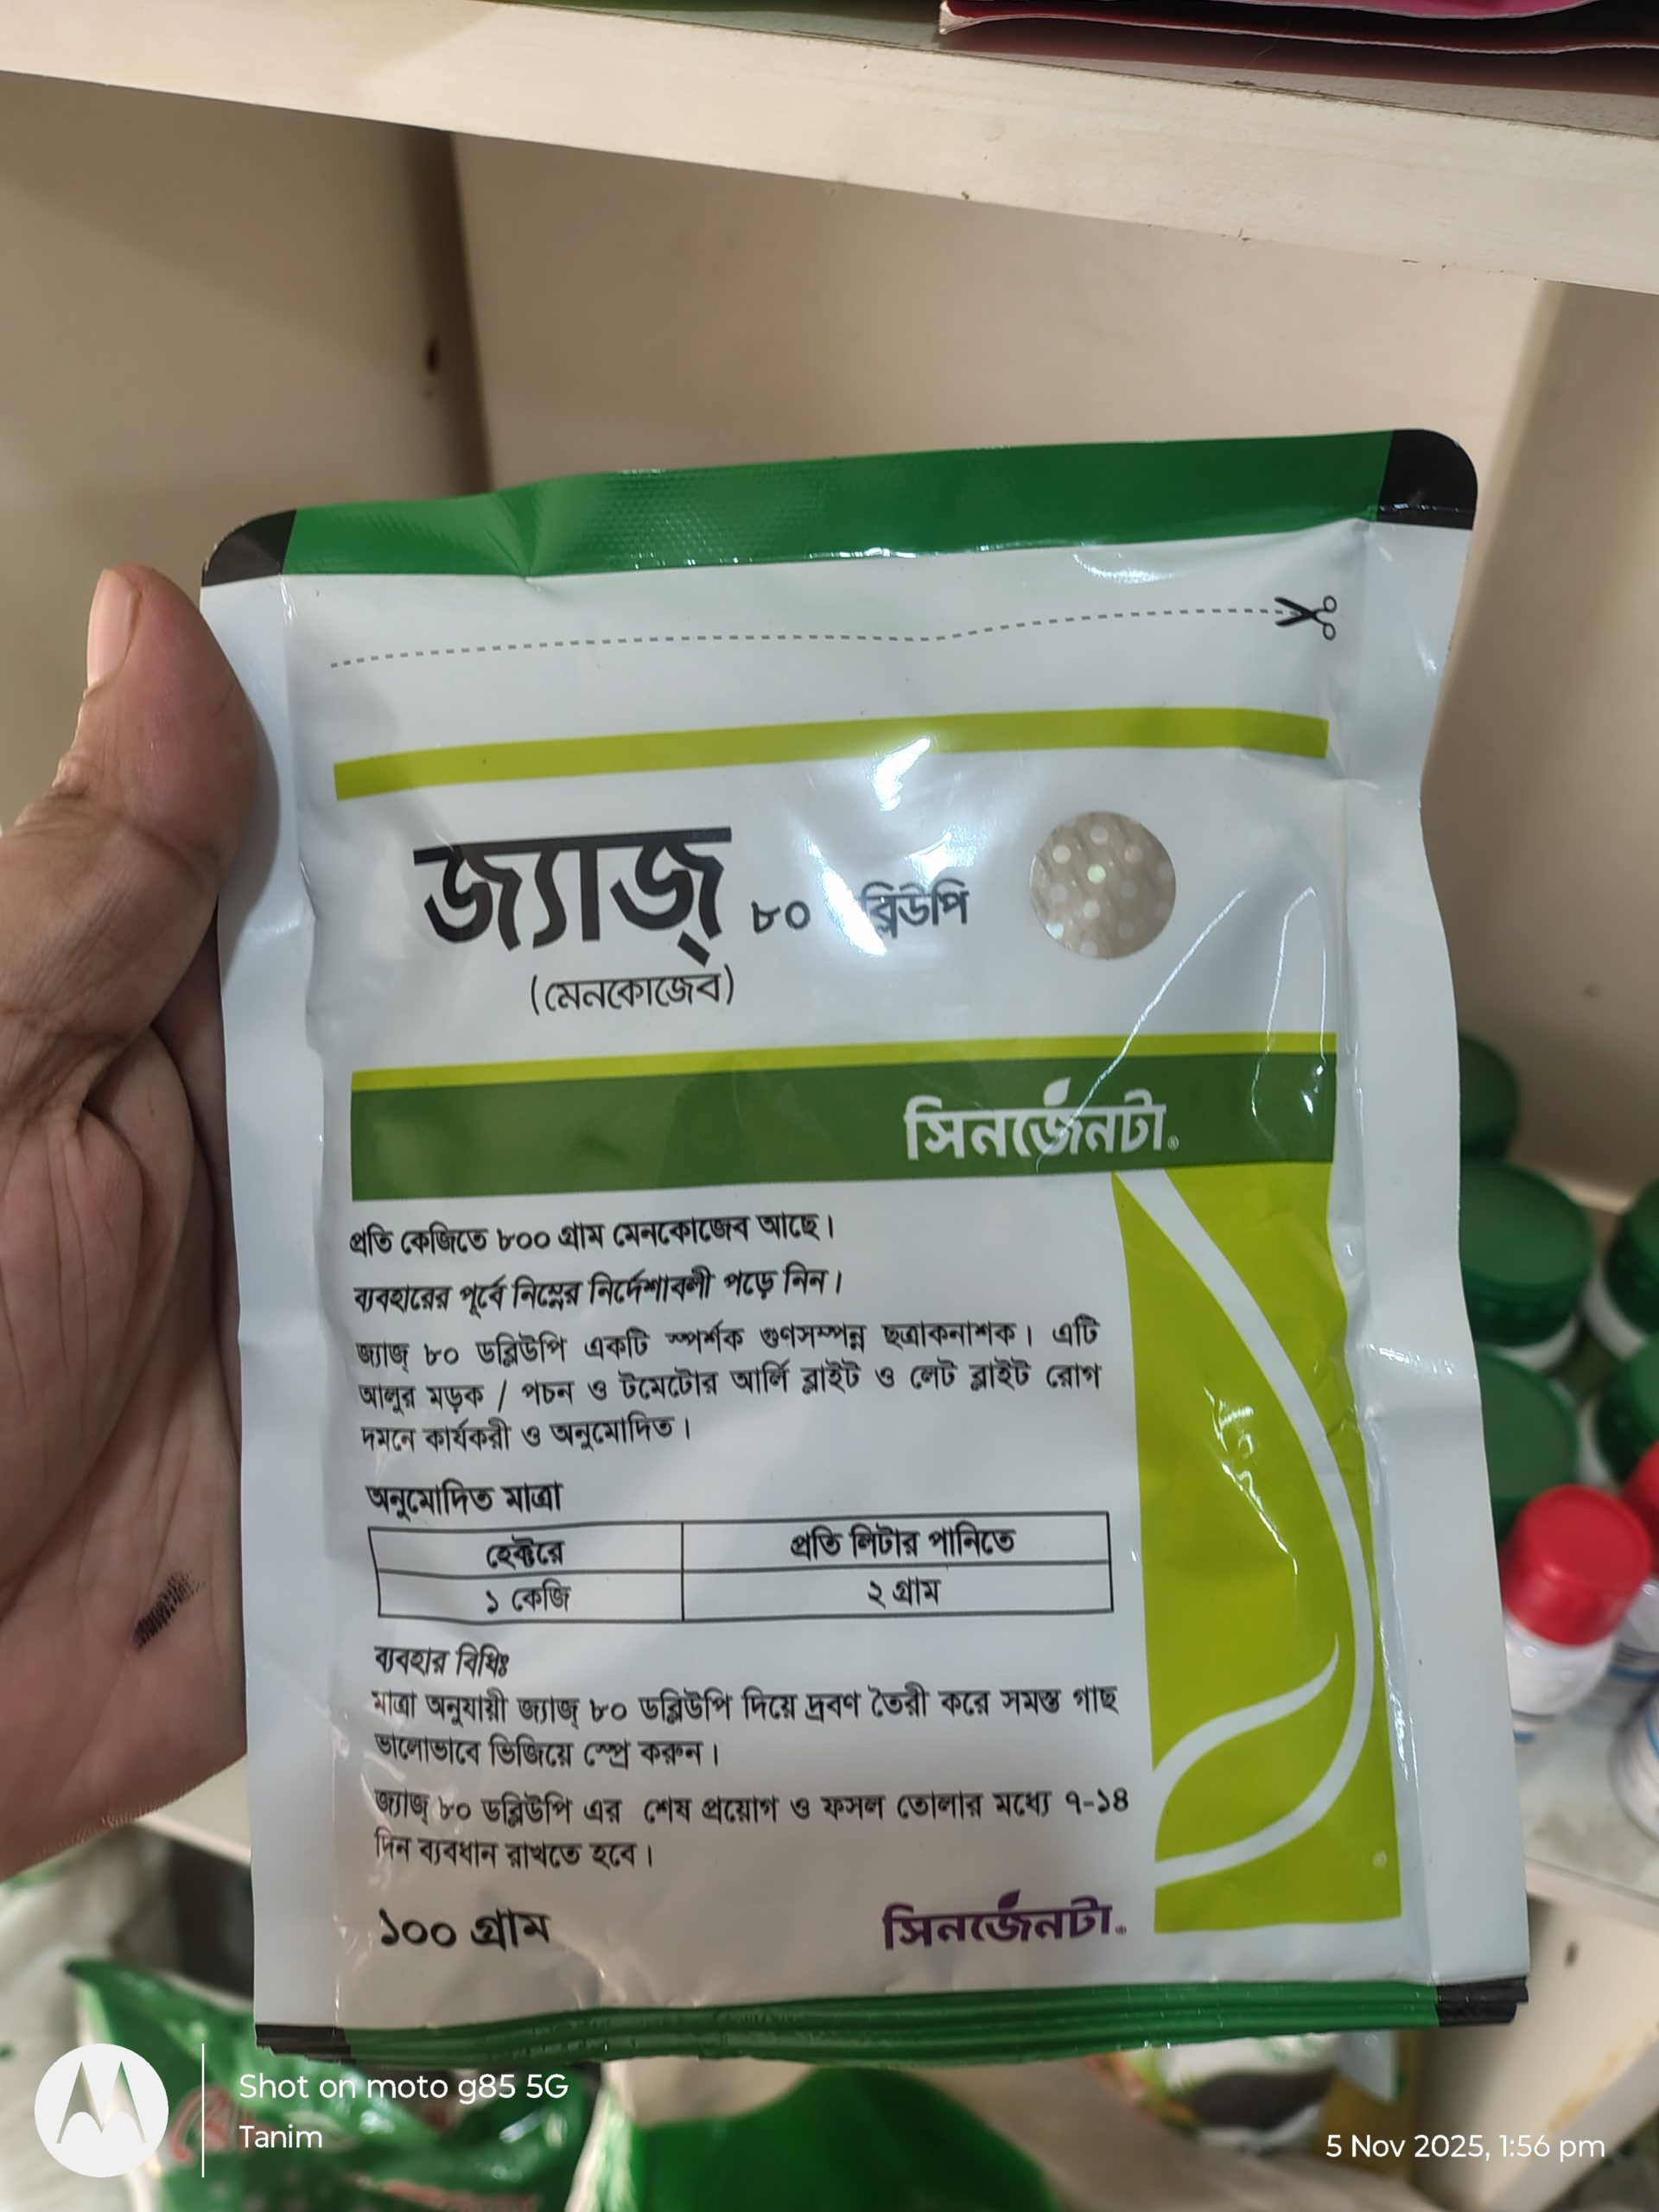 জ্যাজ্ ৮০ ব্লিউপি
(মেনকোজেব)
সিনজেনটা®
প্রতি কেজিতে ৮০০ গ্রাম মেনকোজেব আছে।
ব্যবহারের পূর্বে নিম্নের নির্দেশাবলী পড়ে নিন।
জ্যাজ্ ৮০ ডব্লিউপি একটি স্পর্শক গুণসম্পন্ন ছত্রাকনাশক। এটি
আলুর মড়ক / পচন ও টমেটোর আর্লি ব্লাইট ও লেট ব্লাইট রোগ
দমনে কার্যকরী ও অনুমোদিত।
অনুমোদিত মাত্রা
হেক্টরে প্রতি লিটার পানিতে
১ কেজি ২ গ্রাম
ব্যবহার বিধিঃ
মাত্রা অনুযায়ী জ্যাজ্ ৮০ ডব্লিউপি দিয়ে দ্রবণ তৈরী করে সমস্ত গাছ
ভালোভাবে ভিজিয়ে স্প্রে করুন।
জ্যাজ্ ৮০ ডব্লিউপি এর শেষ প্রয়োগ ও ফসল তোলার মধ্যে ৭-১৪
দিন ব্যবধান রাখতে হবে।
১০০ গ্রাম সিনজেনটা®
Shot on moto g85 5G
Tanim
5 Nov 2025, 1:56 pm